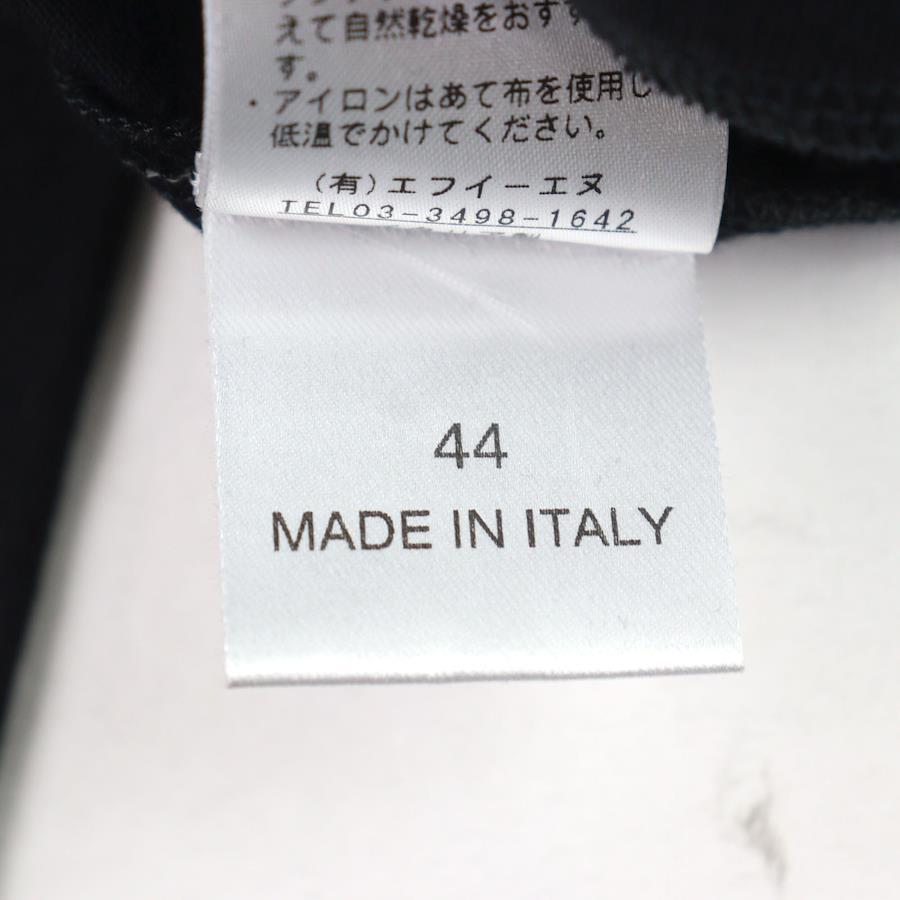 えて自然乾燥をおす
す。
・アイロンはあて布を使用し
低温でかけてください。
(有)エフイーエヌ
TEL03-3498-1642
44
MADE IN ITALY